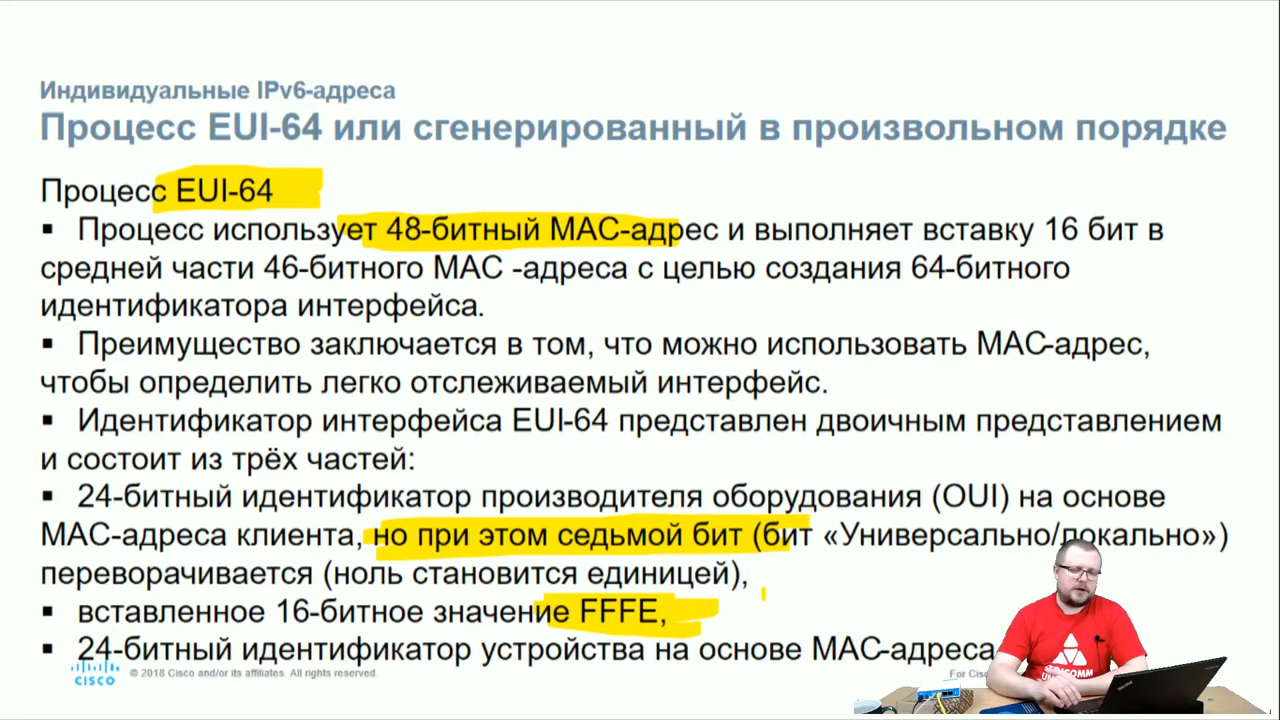 Индивидуальные IPv6-адреса
Процесс EUI-64 или сгенерированный в произвольном порядке
Процесс EUI-64
▪ Процесс использует 48-битный MAC-адрес и выполняет вставку 16 бит в
средней части 46-битного MAC -адреса с целью создания 64-битного
идентификатора интерфейса.
▪ Преимущество заключается в том, что можно использовать MAC-адрес,
чтобы определить легко отслеживаемый интерфейс.
▪ Идентификатор интерфейса EUI-64 представлен двоичным представлением
и состоит из трёх частей:
▪ 24-битный идентификатор производителя оборудования (OUI) на основе
MAC-адреса клиента, но при этом седьмой бит (бит «Универсально/локально»)
переворачивается (ноль становится единицей),
▪ вставленное 16-битное значение FFFE,
▪ 24-битный идентификатор устройства на основе MAC-адреса
CISCO
© 2018 Cisco and/or its affiliates. All rights reserved.
For